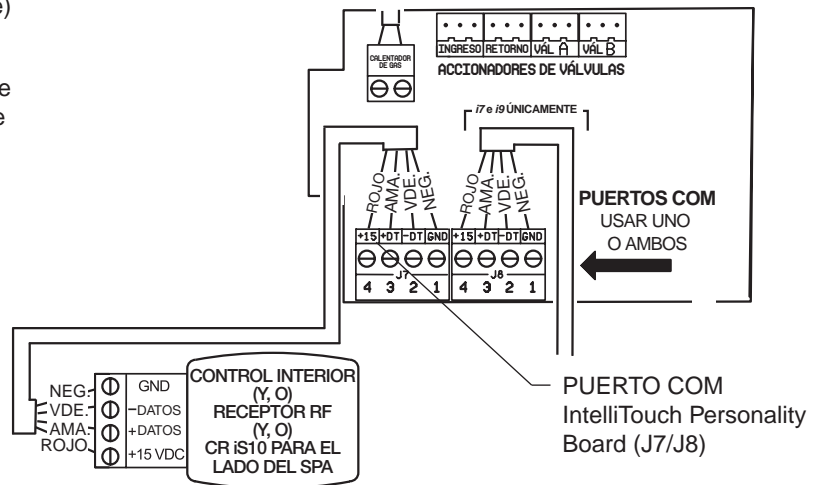 e)
e
e
CALENTADOR
DE GAS
INGRESO RETORNO VÁL A VÁL B
ACCIONADORES DE VÁLVULAS
i7 e i9 ÚNICAMENTE
ROJO AMA. VDE. NEG.
ROJO AMA. VDE. NEG.
+15 +DT -DT GND
+15 +DT -DT GND
J7
J8
4 3 2 1
4 3 2 1
PUERTOS COM
USAR UNO
O AMBOS
NEG. GND
VDE. -DATOS
AMA. +DATOS
ROJO +15 VDC
CONTROL INTERIOR
(Y, O)
RECEPTOR RF
(Y, O)
CR iS10 PARA EL
LADO DEL SPA
PUERTO COM
IntelliTouch Personality
Board (J7/J8)